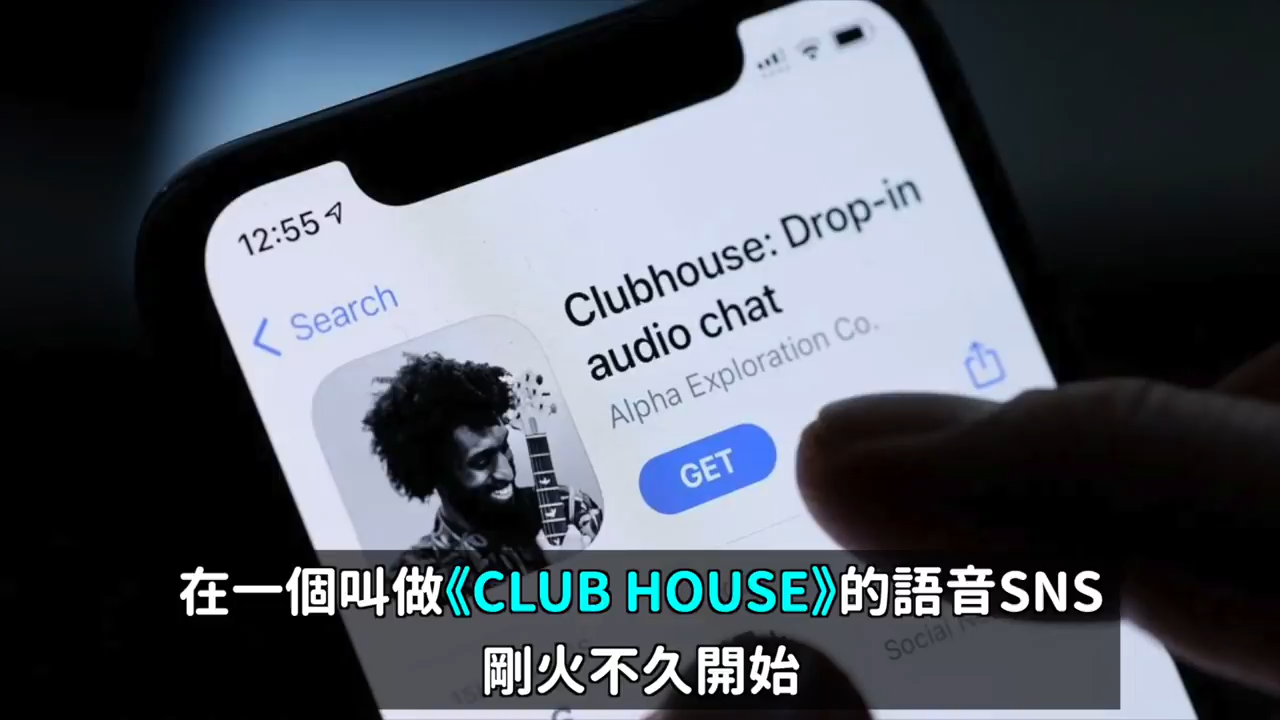 12:55
Search
Clubhouse: Drop-in
audio chat
Alpha Exploration Co.
GET
在一個叫做《CLUB HOUSE》的語音SNS
剛火不久開始
Social